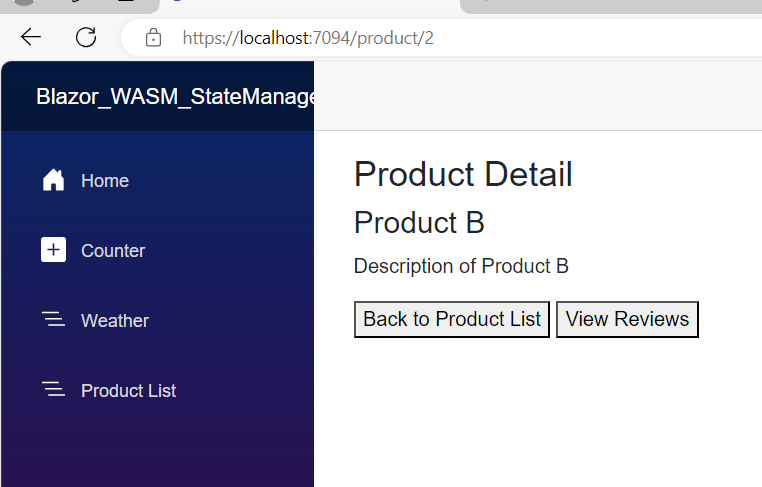 https://localhost:7094/product/2
Blazor_WASM_StateManage
Home
Counter
Weather
Product List
Product Detail
Product B
Description of Product B
Back to Product List View Reviews